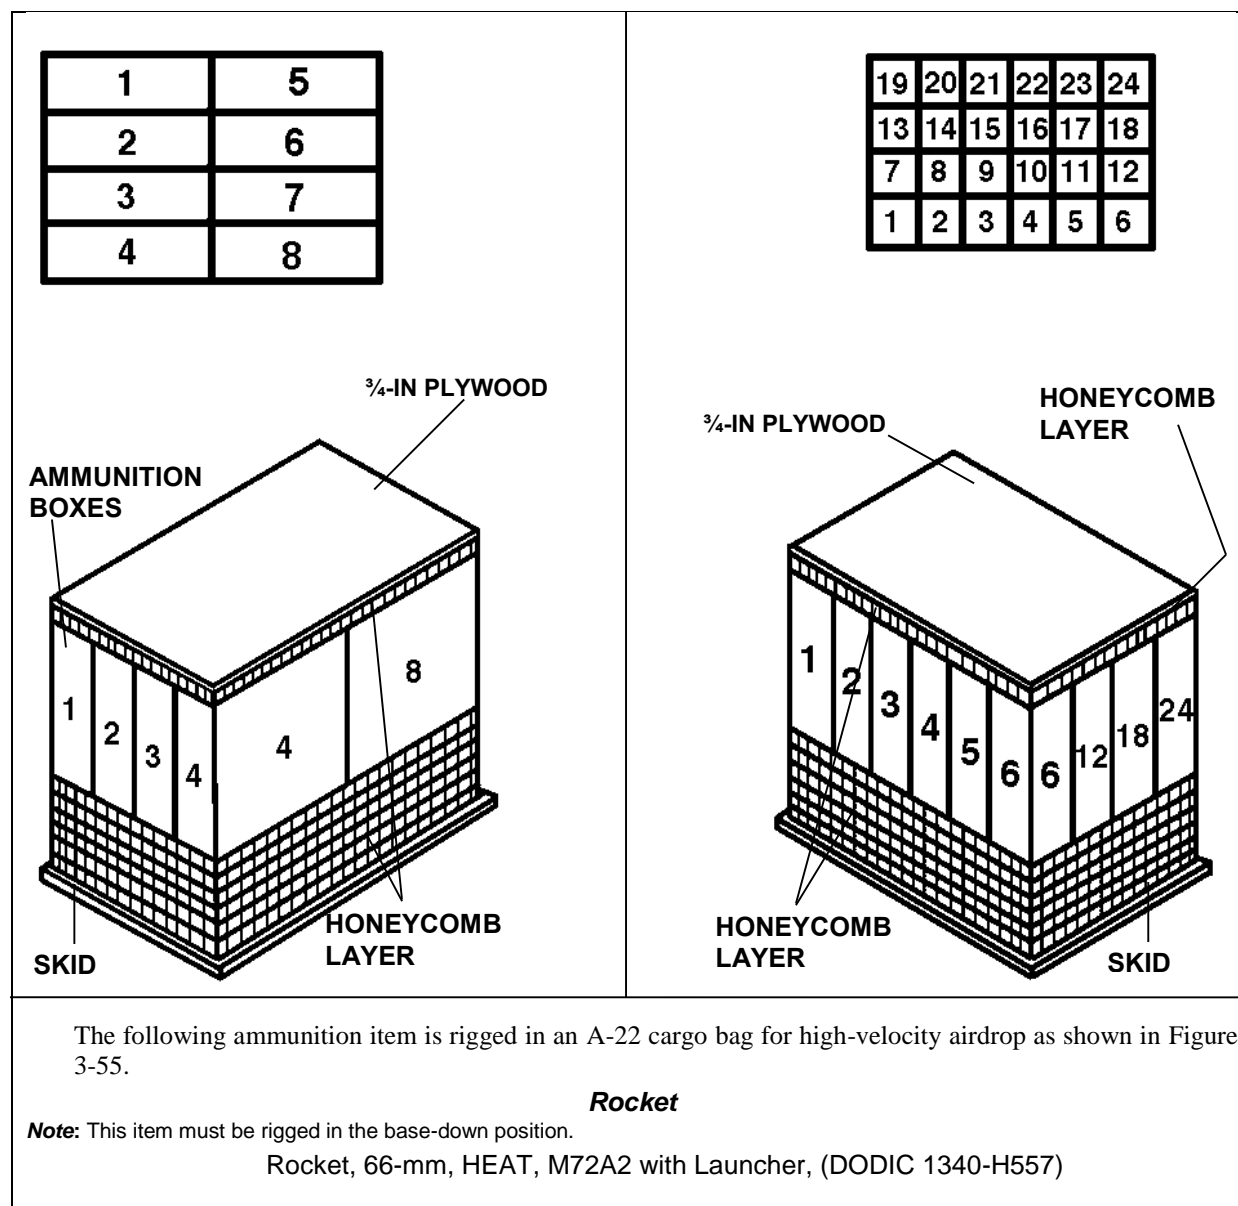 1 5
2 6
3 7
4 8
¾-IN PLYWOOD
AMMUNITION
BOXES
1 2 3 4 4 8
HONEYCOMB
LAYER
SKID
19 20 21 22 23 24
13 14 15 16 17 18
7 8 9 10 11 12
1 2 3 4 5 6
HONEYCOMB
LAYER
¾-IN PLYWOOD
1 2 3 4 5 6 6 12 18 24
HONEYCOMB
LAYER
SKID
The following ammunition item is rigged in an A-22 cargo bag for high-velocity airdrop as shown in Figure
3-55.
Rocket
Note: This item must be rigged in the base-down position.
Rocket, 66-mm, HEAT, M72A2 with Launcher, (DODIC 1340-H557)